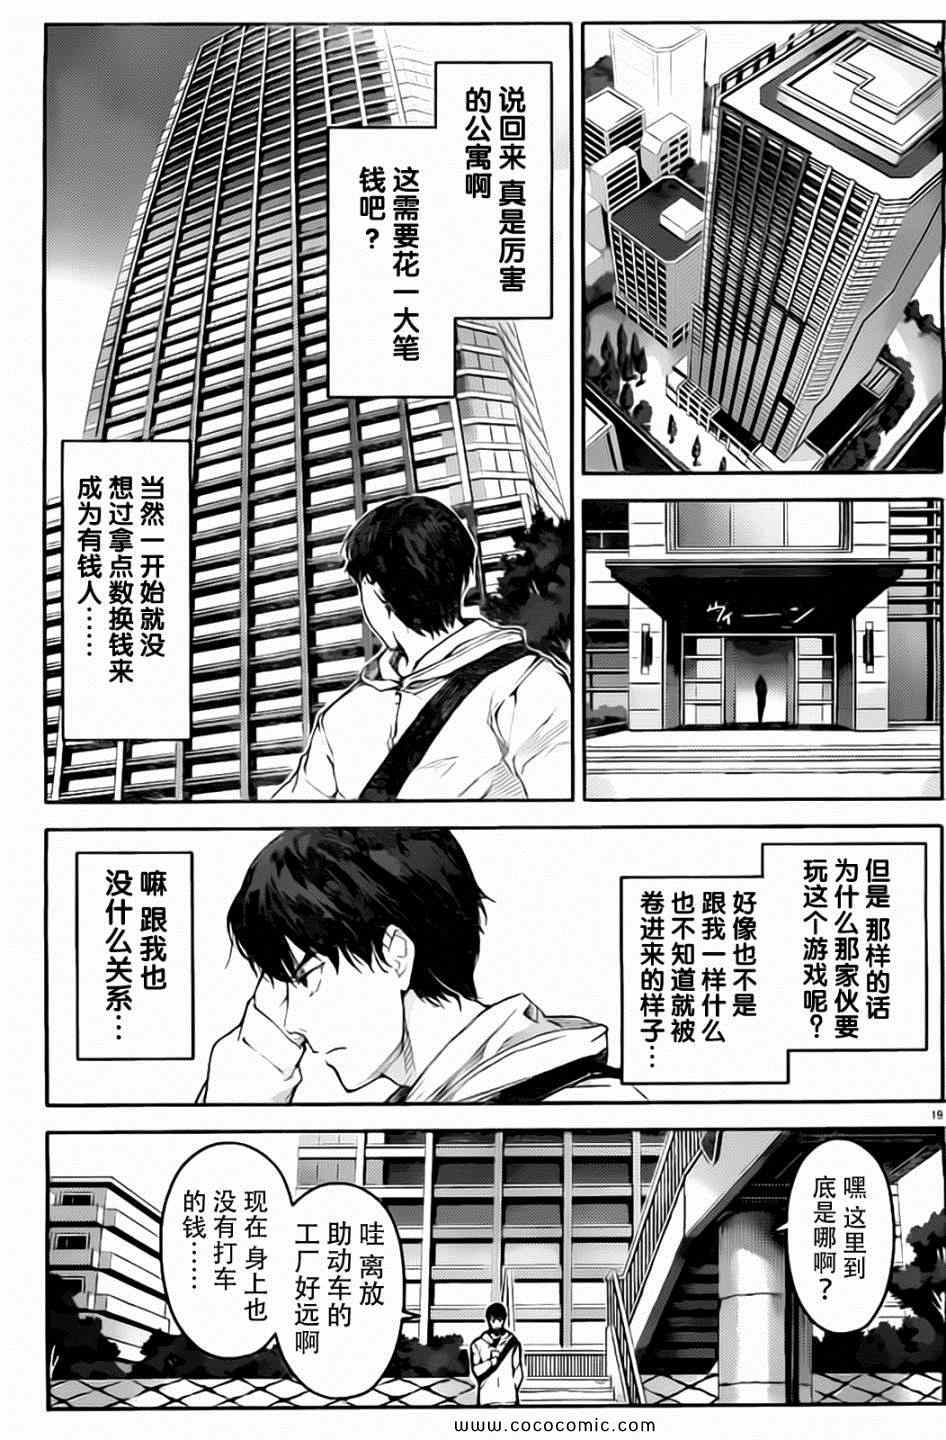 ウィーン
说回来 真是厉害
的公寓啊
这需要花一大笔
钱吧？
当然一开始就没
想过拿点数换钱来
成为有钱人……
但是 那样的话
为什么那家伙要
玩这个游戏呢？
好像也不是
跟我一样什么
也不知道就被
卷进来的样子…
嘛 跟我也
没什么关系…
19
嘿 这里到
底是哪啊？
哇 离放
助动车的
工厂好远啊
现在 身上也
没有打车
的钱……
www.cococomic.com